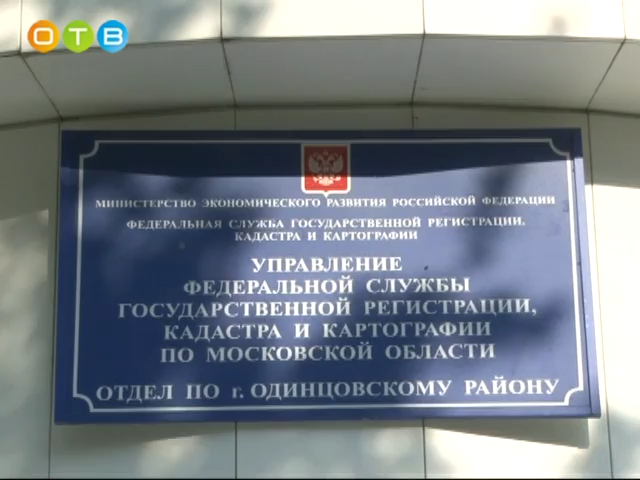 ОТВ
МИНИСТЕРСТВО ЭКОНОМИЧЕСКОГО РАЗВИТИЯ РОССИЙСКОЙ ФЕДЕРАЦИИ
ФЕДЕРАЛЬНАЯ СЛУЖБА ГОСУДАРСТВЕННОЙ РЕГИСТРАЦИИ,
КАДАСТРА И КАРТОГРАФИИ
УПРАВЛЕНИЕ
ФЕДЕРАЛЬНОЙ СЛУЖБЫ
ГОСУДАРСТВЕННОЙ РЕГИСТРАЦИИ,
КАДАСТРА И КАРТОГРАФИИ
ПО МОСКОВСКОЙ ОБЛАСТИ
ОТДЕЛ ПО г. ОДИНЦОВСКОМУ РАЙОНУ